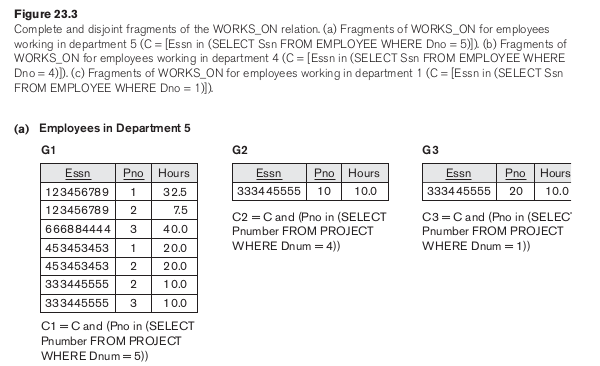 Figure 23.3
Complete and disjoint fragments of the WORKS_ON relation. (a) Fragments of WORKS_ON for employees
working in department 5 (C = [Essn in (SELECT Ssn FROM EMPLOYEE WHERE Dno = 5)]). (b) Fragments of
WORKS_ON for employees working in department 4 (C = [Essn in (SELECT Ssn FROM EMPLOYEE WHERE
Dno = 4)]). (c) Fragments of WORKS_ON for employees working in department 1 (C = [Essn in (SELECT Ssn
FROM EMPLOYEE WHERE Dno = 1)]).
(a) Employees in Department 5
G1
Essn Pno Hours
123456789 1 32.5
123456789 2 7.5
666884444 3 40.0
453453453 1 20.0
453453453 2 20.0
333445555 2 10.0
333445555 3 10.0
C1 = C and (Pno in (SELECT
Pnumber FROM PROJECT
WHERE Dnum = 5))
G2
Essn Pno Hours
333445555 10 10.0
C2 = C and (Pno in (SELECT
Pnumber FROM PROJECT
WHERE Dnum = 4))
G3
Essn Pno Hours
333445555 20 10.0
C3 = C and (Pno in (SELEC
Pnumber FROM PROJECT
WHERE Dnum = 1))